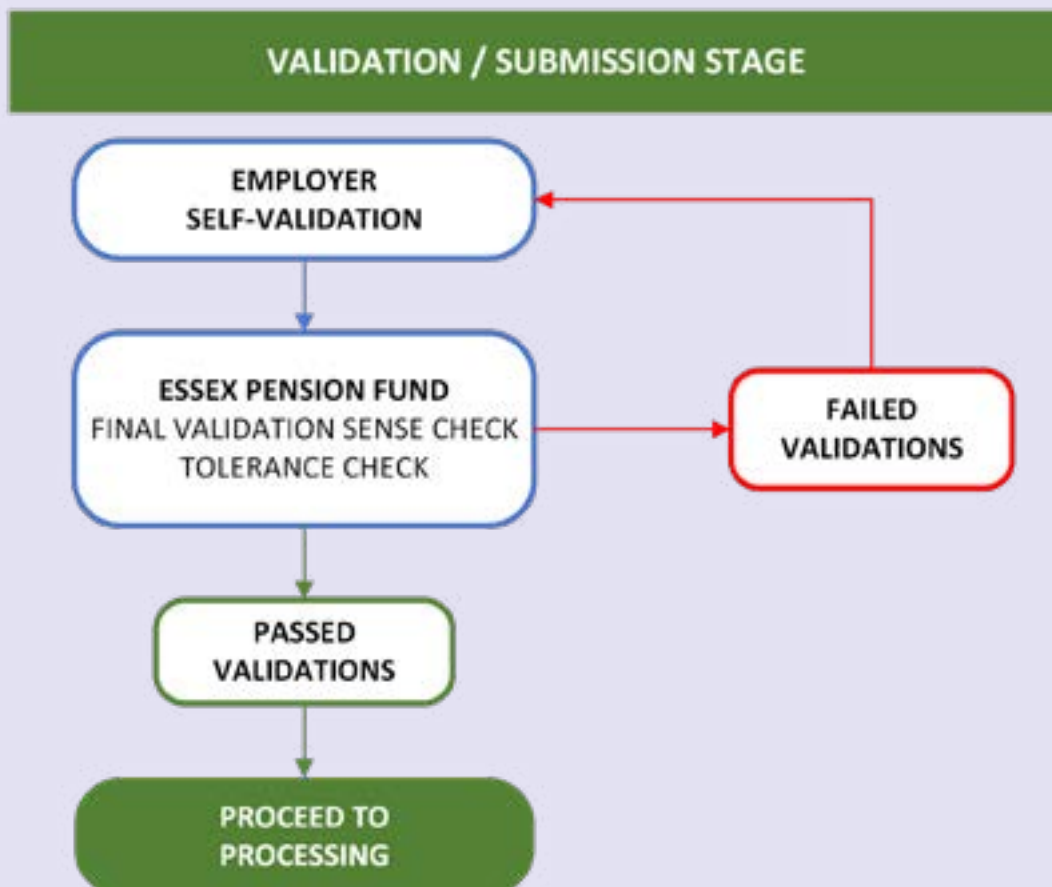 VALIDATION / SUBMISSION STAGE
EMPLOYER
SELF-VALIDATION
ESSEX PENSION FUND
FINAL VALIDATION SENSE CHECK
TOLERANCE CHECK
FAILED
VALIDATIONS
PASSED
VALIDATIONS
PROCEED TO
PROCESSING